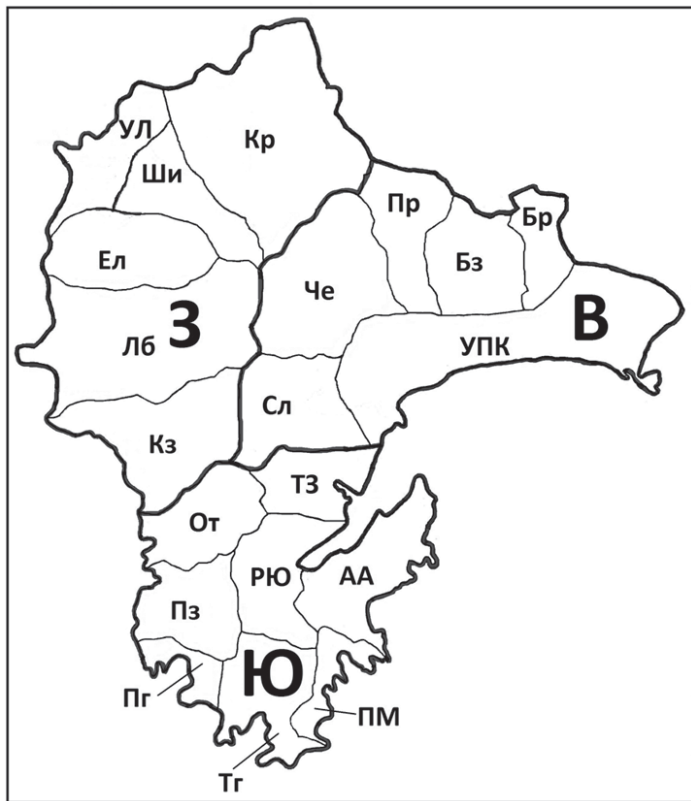 УЛ
Кр
Ши
Пр
Бр
Ел
Бз
Че
З
В
Лб
УПК
Сл
Кз
ТЗ
От
РЮ
АА
Пз
Ю
Пг
ПМ
Тг